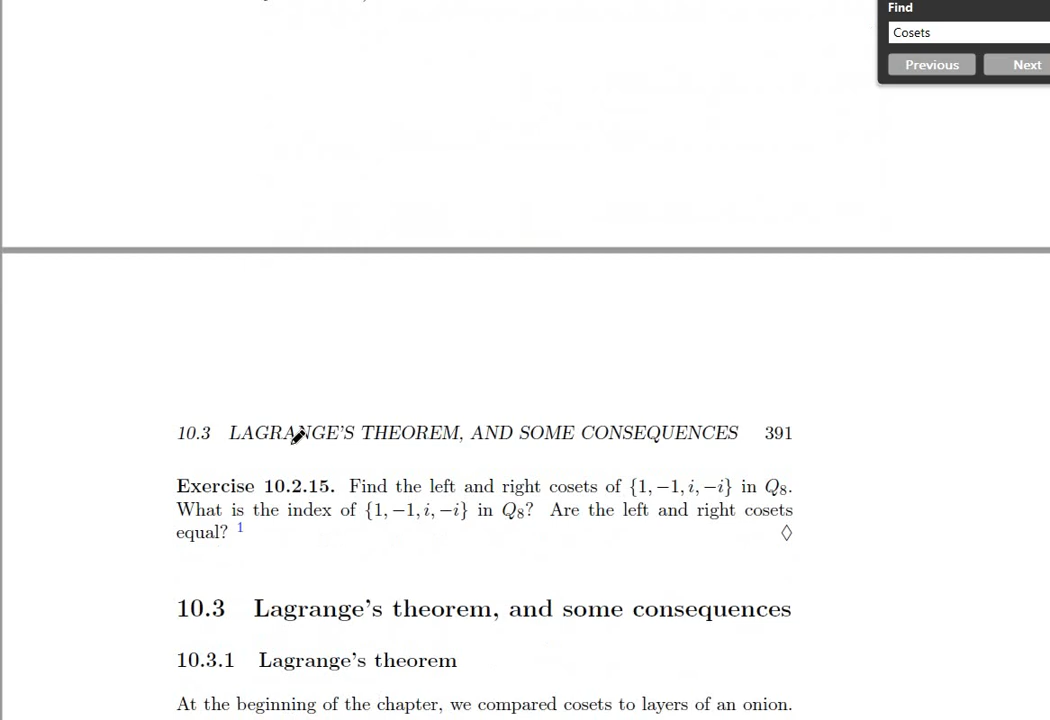 Find
Cosets
Previous Next
10.3 LAGRANGE'S THEOREM, AND SOME CONSEQUENCES 391
Exercise 10.2.15. Find the left and right cosets of {1, −1, i, −i} in Q₈.
What is the index of {1, −1, i, −i} in Q₈? Are the left and right cosets
equal? ¹ ◊
10.3 Lagrange's theorem, and some consequences
10.3.1 Lagrange's theorem
At the beginning of the chapter, we compared cosets to layers of an onion.